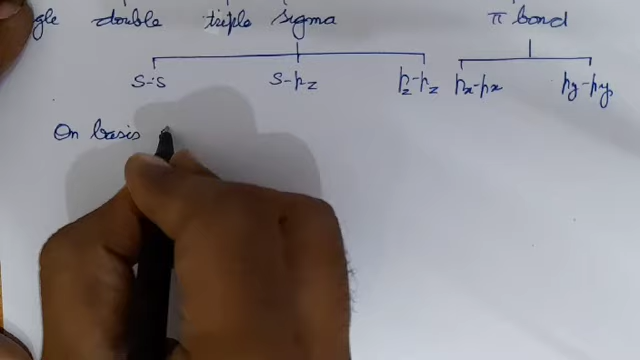 gle double triple sigma π bond
s-s s-pz pz-pz px-px py-py
On basis